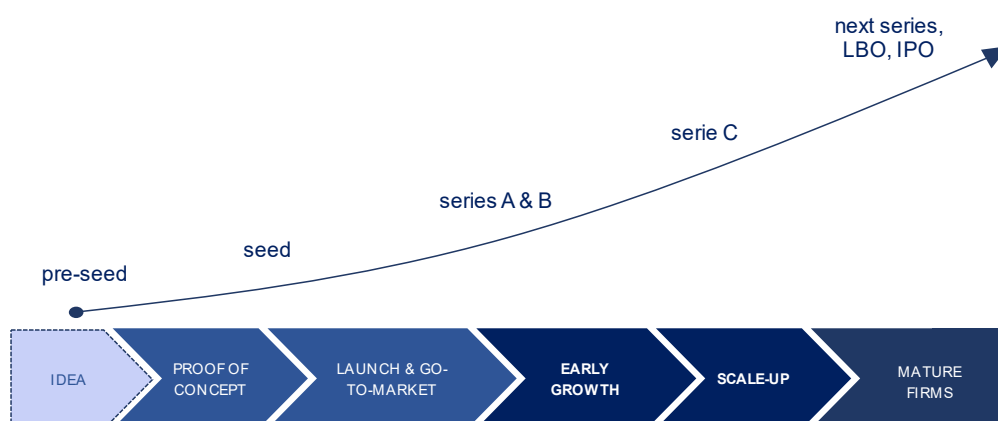 next series,
LBO, IPO
serie C
series A & B
seed
pre-seed
IDEA
PROOF OF
CONCEPT
LAUNCH & GO-
TO-MARKET
EARLY
GROWTH
SCALE-UP
MATURE
FIRMS